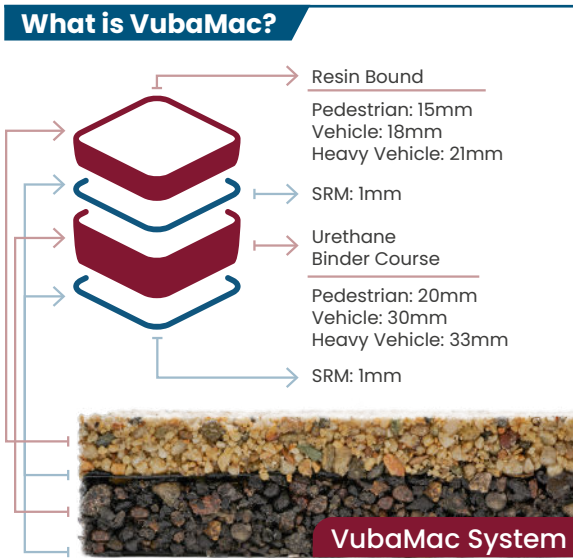 What is VubaMac?
Resin Bound
Pedestrian: 15mm
Vehicle: 18mm
Heavy Vehicle: 21mm
SRM: 1mm
Urethane
Binder Course
Pedestrian: 20mm
Vehicle: 30mm
Heavy Vehicle: 33mm
SRM: 1mm
VubaMac System